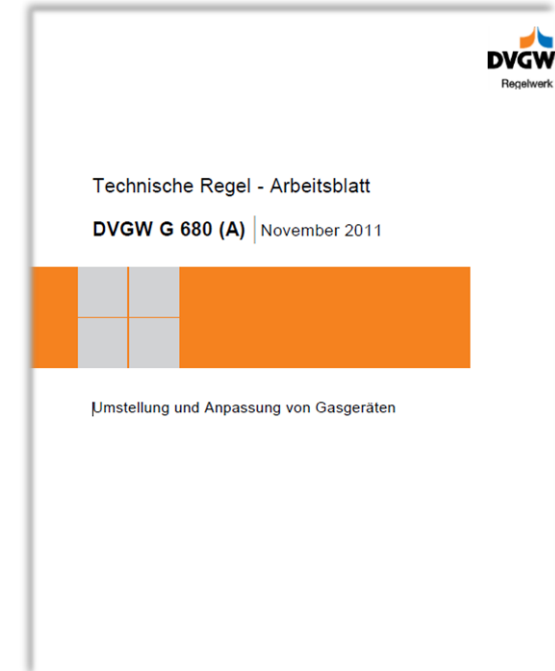 DVGW
Regelwerk
Technische Regel - Arbeitsblatt
DVGW G 680 (A) November 2011
Umstellung und Anpassung von Gasgeräten